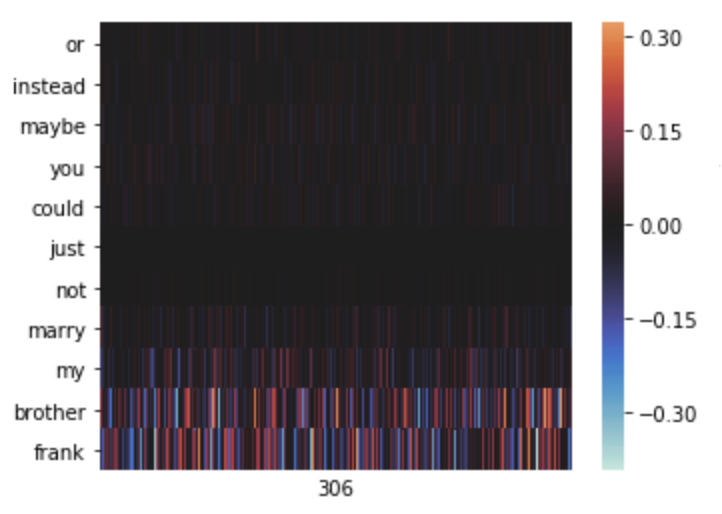 or
instead
maybe
you
could
just
not
marry
my
brother
frank
306
0.30
0.15
0.00
−0.15
−0.30